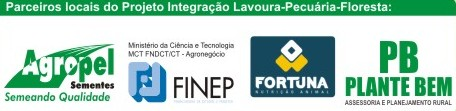 Parceiros locais do Projeto Integração Lavoura-Pecuária-Floresta:
Agropel
Sementes
Semeando Qualidade
Ministério da Ciência e Tecnologia
MCT FNDCT/CT - Agronegócio
FINEP
FORTUNA
NUTRIÇÃO ANIMAL
PB
PLANTE BEM
ASSESSORIA E PLANEJAMENTO RURAL